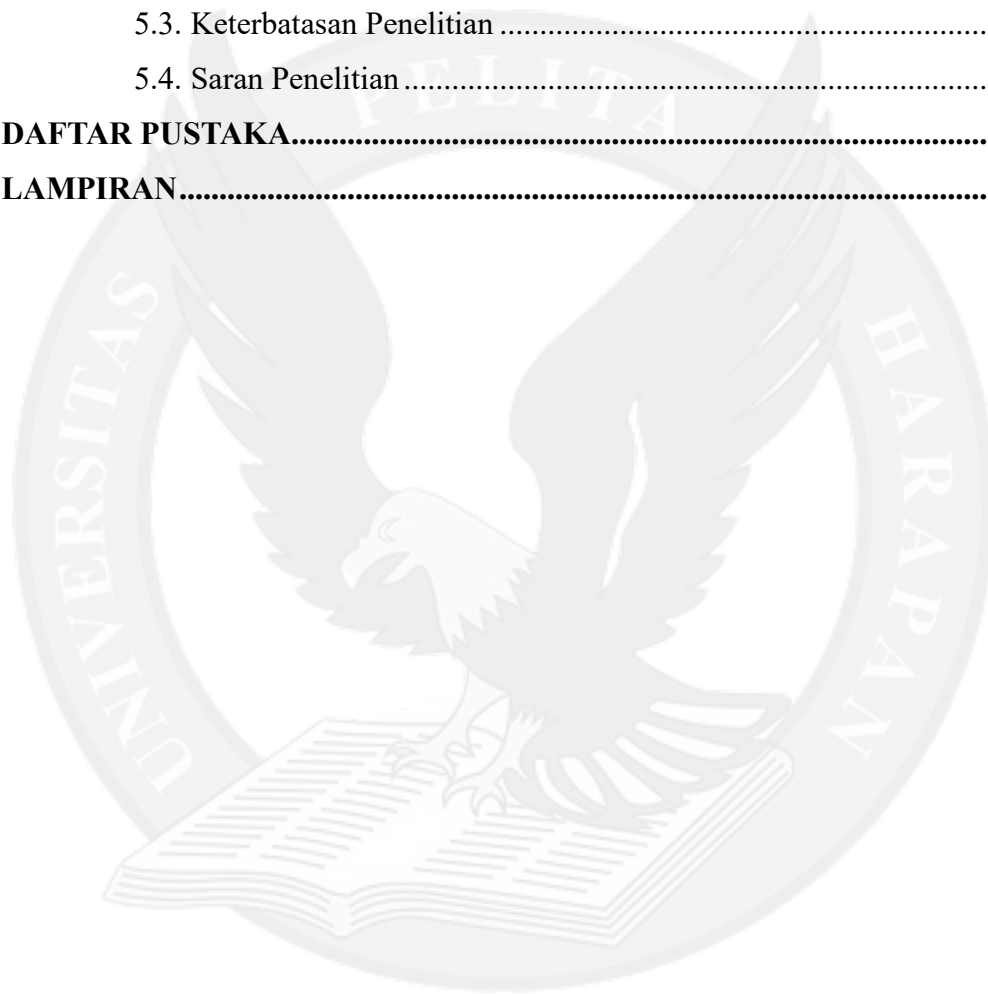 5.3. Keterbatasan Penelitian ..............................................................
5.4. Saran Penelitian ..........................................................................
DAFTAR PUSTAKA.........................................................................................
LAMPIRAN.......................................................................................................
UNIVERSITAS PELITA HARAPAN